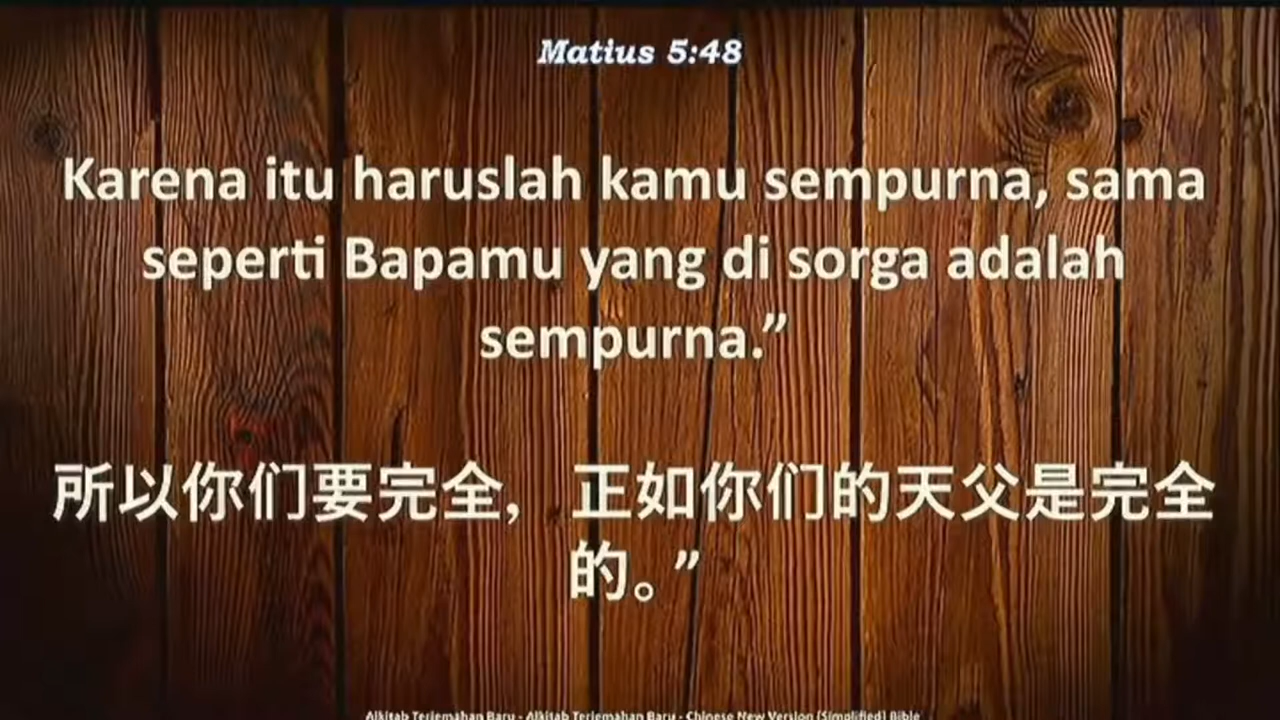 Matius 5:48
Karena itu haruslah kamu sempurna, sama
seperti Bapamu yang di sorga adalah
sempurna.”
所以你们要完全, 正如你们的天父是完全
的。”
Alkitab Terjemahan Baru - Alkitab Terjemahan Baru - Chinese New Version (Simplified) Bible